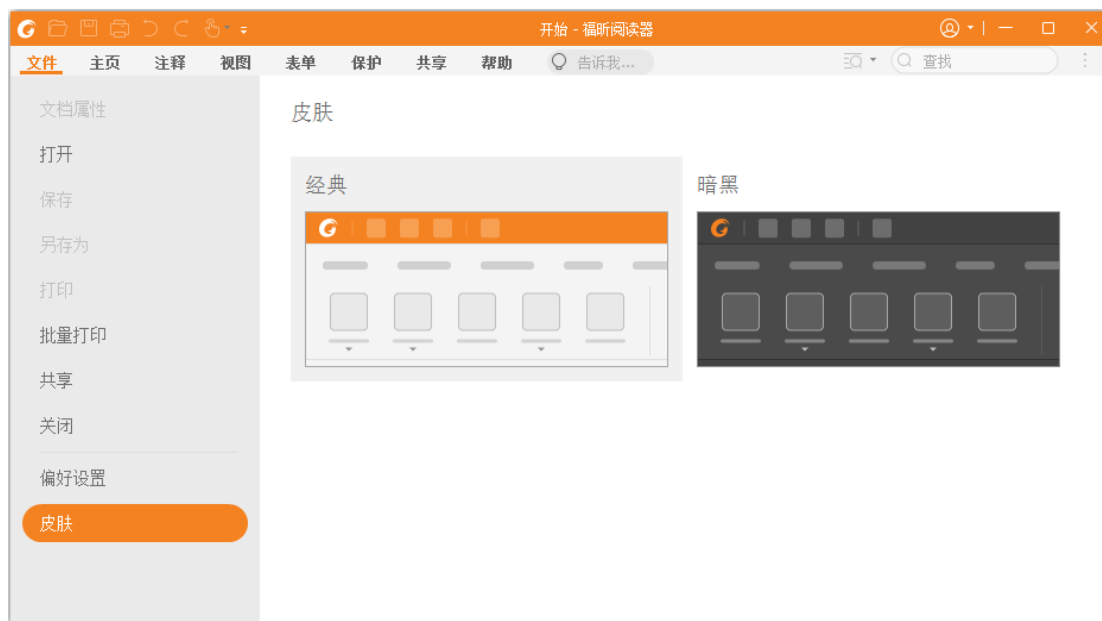 开始 - 福昕阅读器
文件 主页 注释 视图 表单 保护 共享 帮助 告诉我... 查找
文档属性
打开
保存
另存为
打印
批量打印
共享
关闭
偏好设置
皮肤
皮肤
经典
暗黑